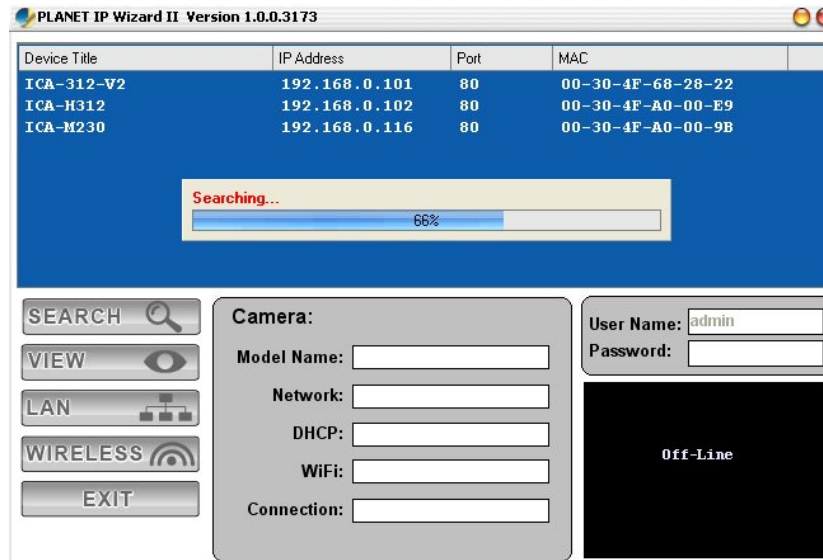 PLANET IP Wizard II Version 1.0.0.3173
Device Title IP Address Port MAC
ICA-312-V2 192.168.0.101 80 00-30-4F-68-28-22
ICA-H312 192.168.0.102 80 00-30-4F-A0-00-E9
ICA-M230 192.168.0.116 80 00-30-4F-A0-00-9B
Searching...
66%
SEARCH
VIEW
LAN
WIRELESS
EXIT
Camera:
Model Name:
Network:
DHCP:
WiFi:
Connection:
User Name: admin
Password:
Off-Line